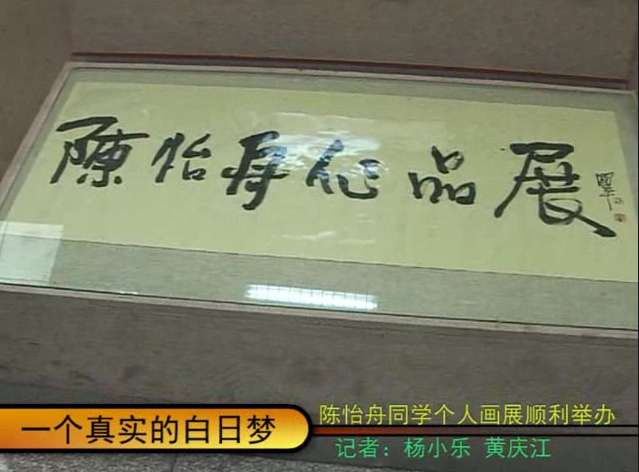 陳怡舟作品展
一个真实的白日梦
陈怡舟同学个人画展顺利举办
记者：杨小乐 黄庆江